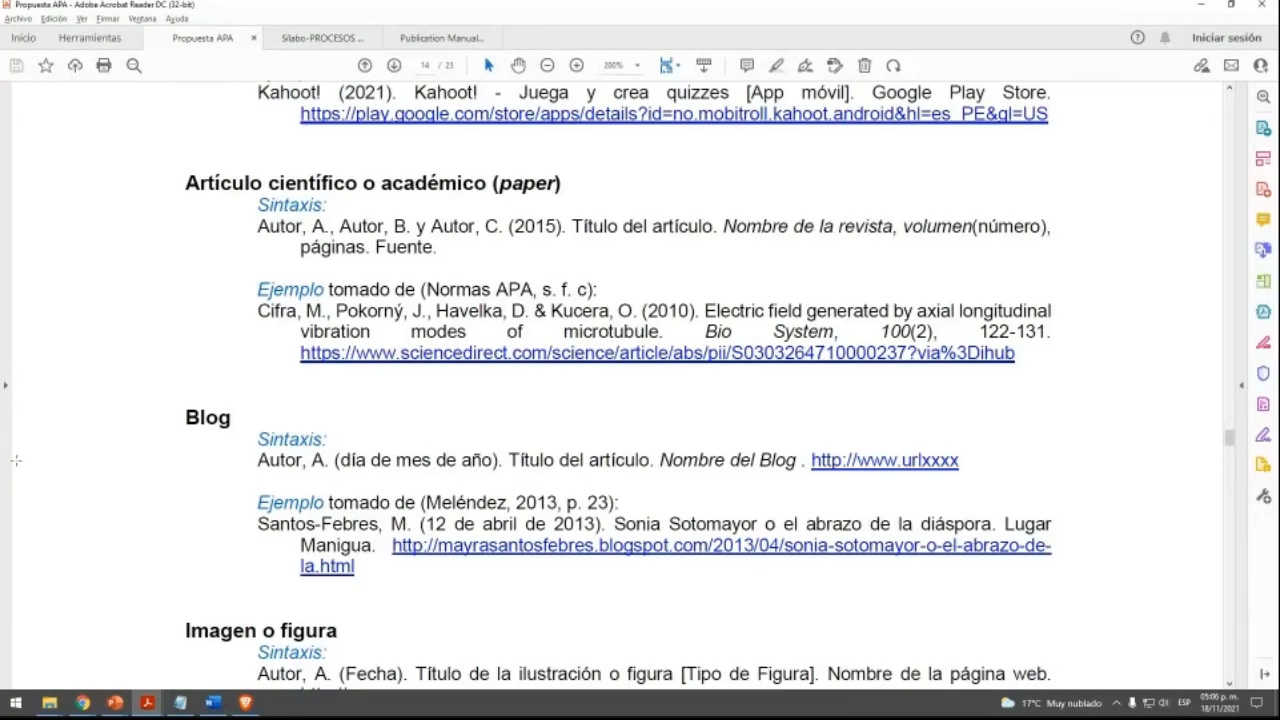 Propuesta APA - Adobe Acrobat Reader DC (32-bit)
Archivo Edición Ver Firmar Ventana Ayuda
Inicio Herramientas Propuesta APA × Sílabo-PROCESOS ... Publication Manual... Iniciar sesión
14 / 23 200%
Kahoot! (2021). Kahoot! - Juega y crea quizzes [App móvil]. Google Play Store.
https://play.google.com/store/apps/details?id=no.mobitroll.kahoot.android&hl=es_PE&gl=US
Artículo científico o académico (paper)
Sintaxis:
Autor, A., Autor, B. y Autor, C. (2015). Título del artículo. Nombre de la revista, volumen(número),
páginas. Fuente.
Ejemplo tomado de (Normas APA, s. f. c):
Cifra, M., Pokorný, J., Havelka, D. & Kucera, O. (2010). Electric field generated by axial longitudinal
vibration modes of microtubule. Bio System, 100(2), 122-131.
https://www.sciencedirect.com/science/article/abs/pii/S0303264710000237?via%3Dihub
Blog
Sintaxis:
Autor, A. (día de mes de año). Título del artículo. Nombre del Blog . http://www.urlxxxx
Ejemplo tomado de (Meléndez, 2013, p. 23):
Santos-Febres, M. (12 de abril de 2013). Sonia Sotomayor o el abrazo de la diáspora. Lugar
Manigua. http://mayrasantosfebres.blogspot.com/2013/04/sonia-sotomayor-o-el-abrazo-de-
la.html
Imagen o figura
Sintaxis:
Autor, A. (Fecha). Título de la ilustración o figura [Tipo de Figura]. Nombre de la página web.
17°C Muy nublado ESP 05:06 p. m.
18/11/2021